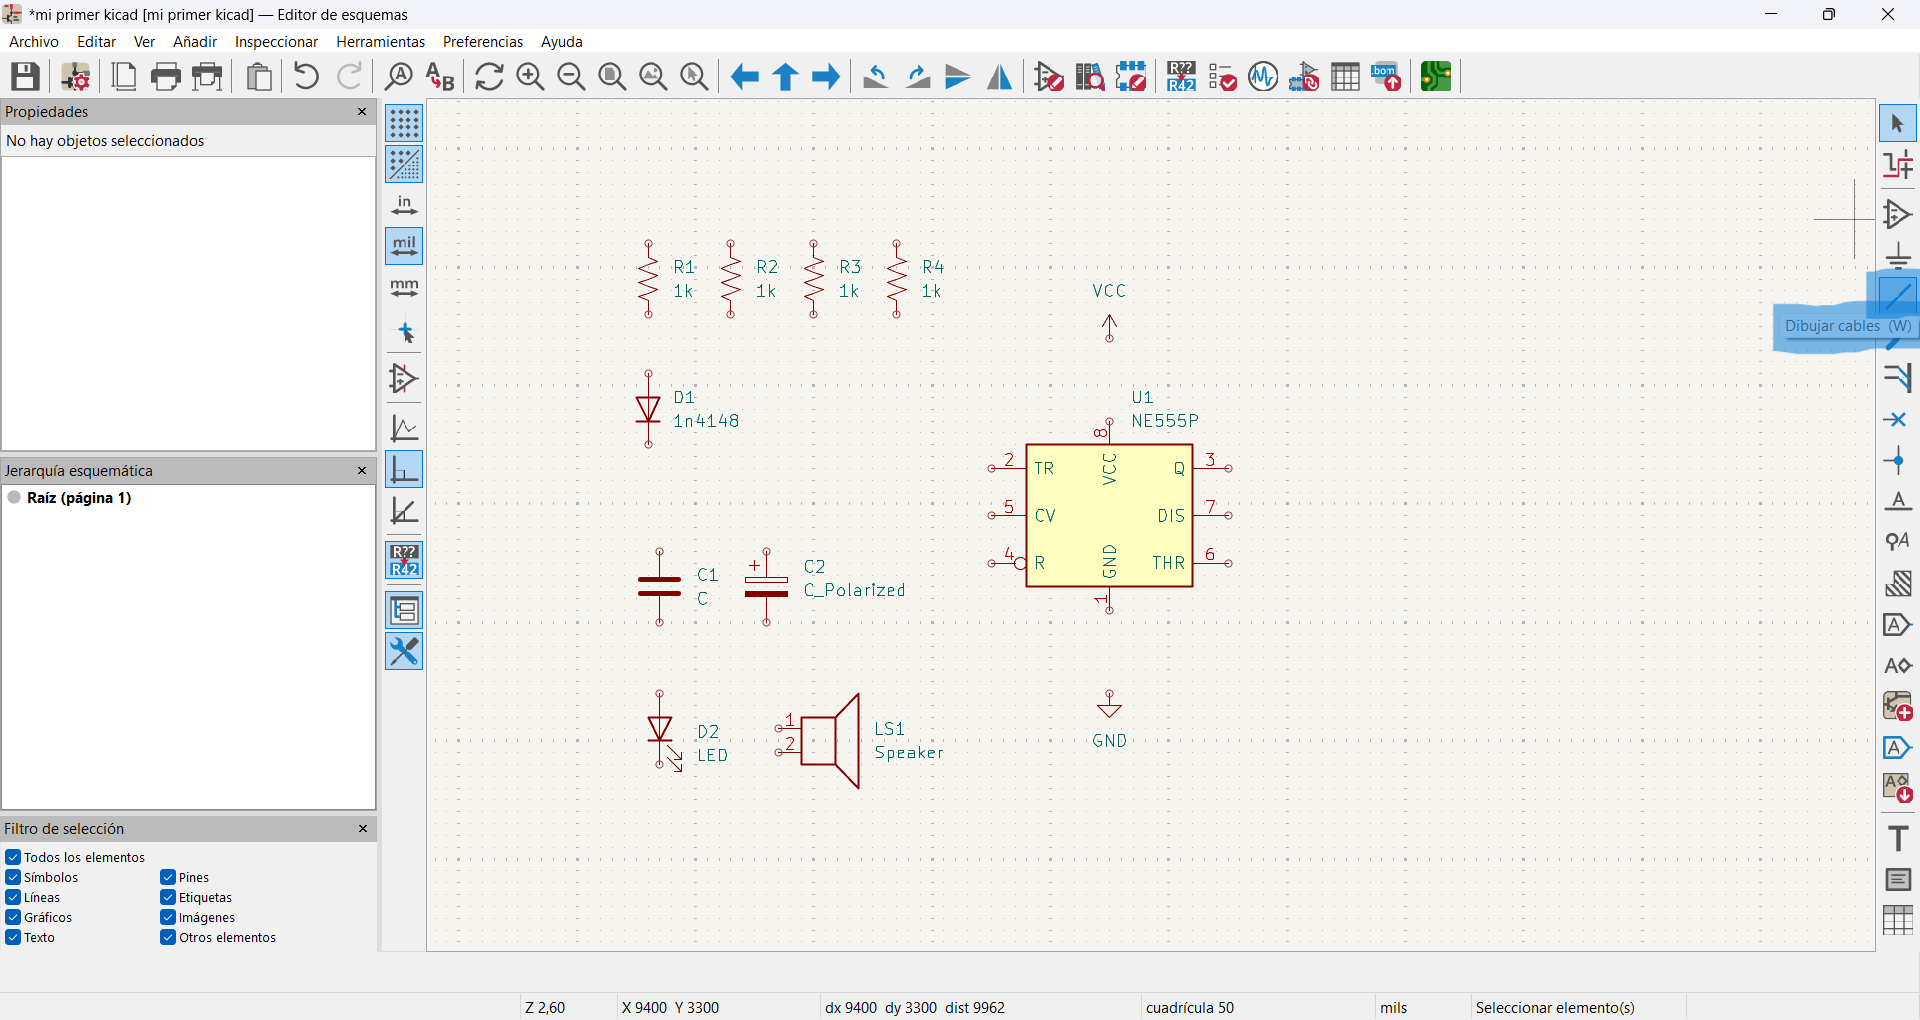 *mi primer kicad [mi primer kicad] — Editor de esquemas
Archivo Editar Ver Añadir Inspeccionar Herramientas Preferencias Ayuda
A
A B
R??
R42
.bom
Propiedades
No hay objetos seleccionados
in
mil
mm
R1
1k
R2
1k
R3
1k
R4
1k
VCC
Dibujar cables (W)
D1
1n4148
U1
NE555P
8
2 TR
VCC
Q 3
5 CV
DIS 7
4 R
GND
THR 6
1
Jerarquía esquemática
Raíz (página 1)
R??
R42
C1
C
+
C2
C_Polarized
D2
LED
1
2
LS1
Speaker
GND
A
A
A
A
A
A
T
Filtro de selección
Todos los elementos
Símbolos Pines
Líneas Etiquetas
Gráficos Imágenes
Texto Otros elementos
Z 2,60 X 9400 Y 3300 dx 9400 dy 3300 dist 9962 cuadrícula 50 mils Seleccionar elemento(s)